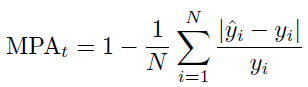 MPA_t = 1 - \frac{1}{N} \sum_{i=1}^{N} \frac{|\hat{y}_i - y_i|}{y_i}